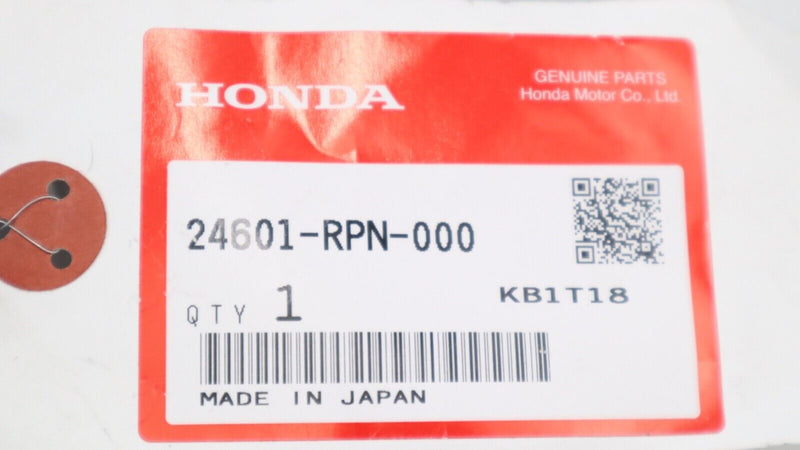 HONDA
GENUINE PARTS
Honda Motor Co., Ltd.
24601-RPN-000
QTY 1
KB1T18
MADE IN JAPAN